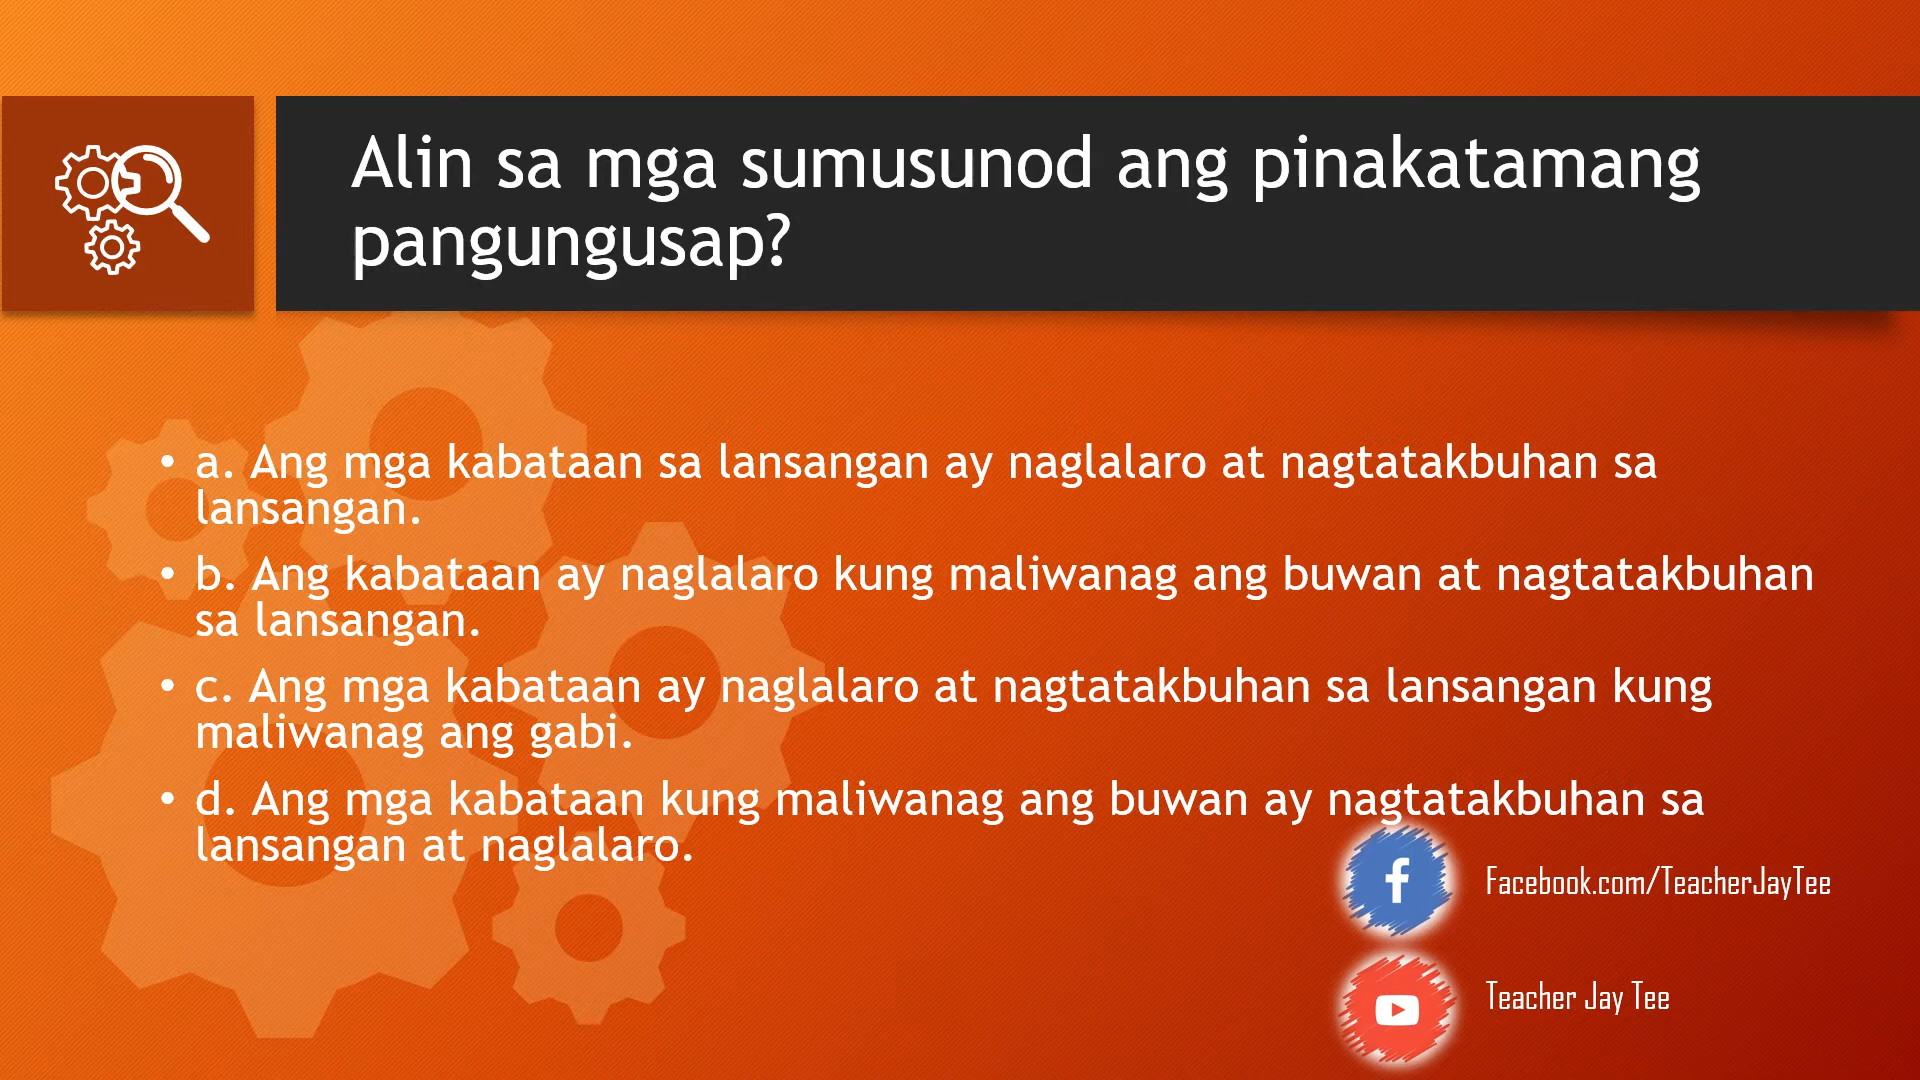 Alin sa mga sumusunod ang pinakatamang
pangungusap?
• a. Ang mga kabataan sa lansangan ay naglalaro at nagtatakbuhan sa
lansangan.
• b. Ang kabataan ay naglalaro kung maliwanag ang buwan at nagtatakbuhan
sa lansangan.
• c. Ang mga kabataan ay naglalaro at nagtatakbuhan sa lansangan kung
maliwanag ang gabi.
• d. Ang mga kabataan kung maliwanag ang buwan ay nagtatakbuhan sa
lansangan at naglalaro.
Facebook.com/TeacherJayTee
Teacher Jay Tee